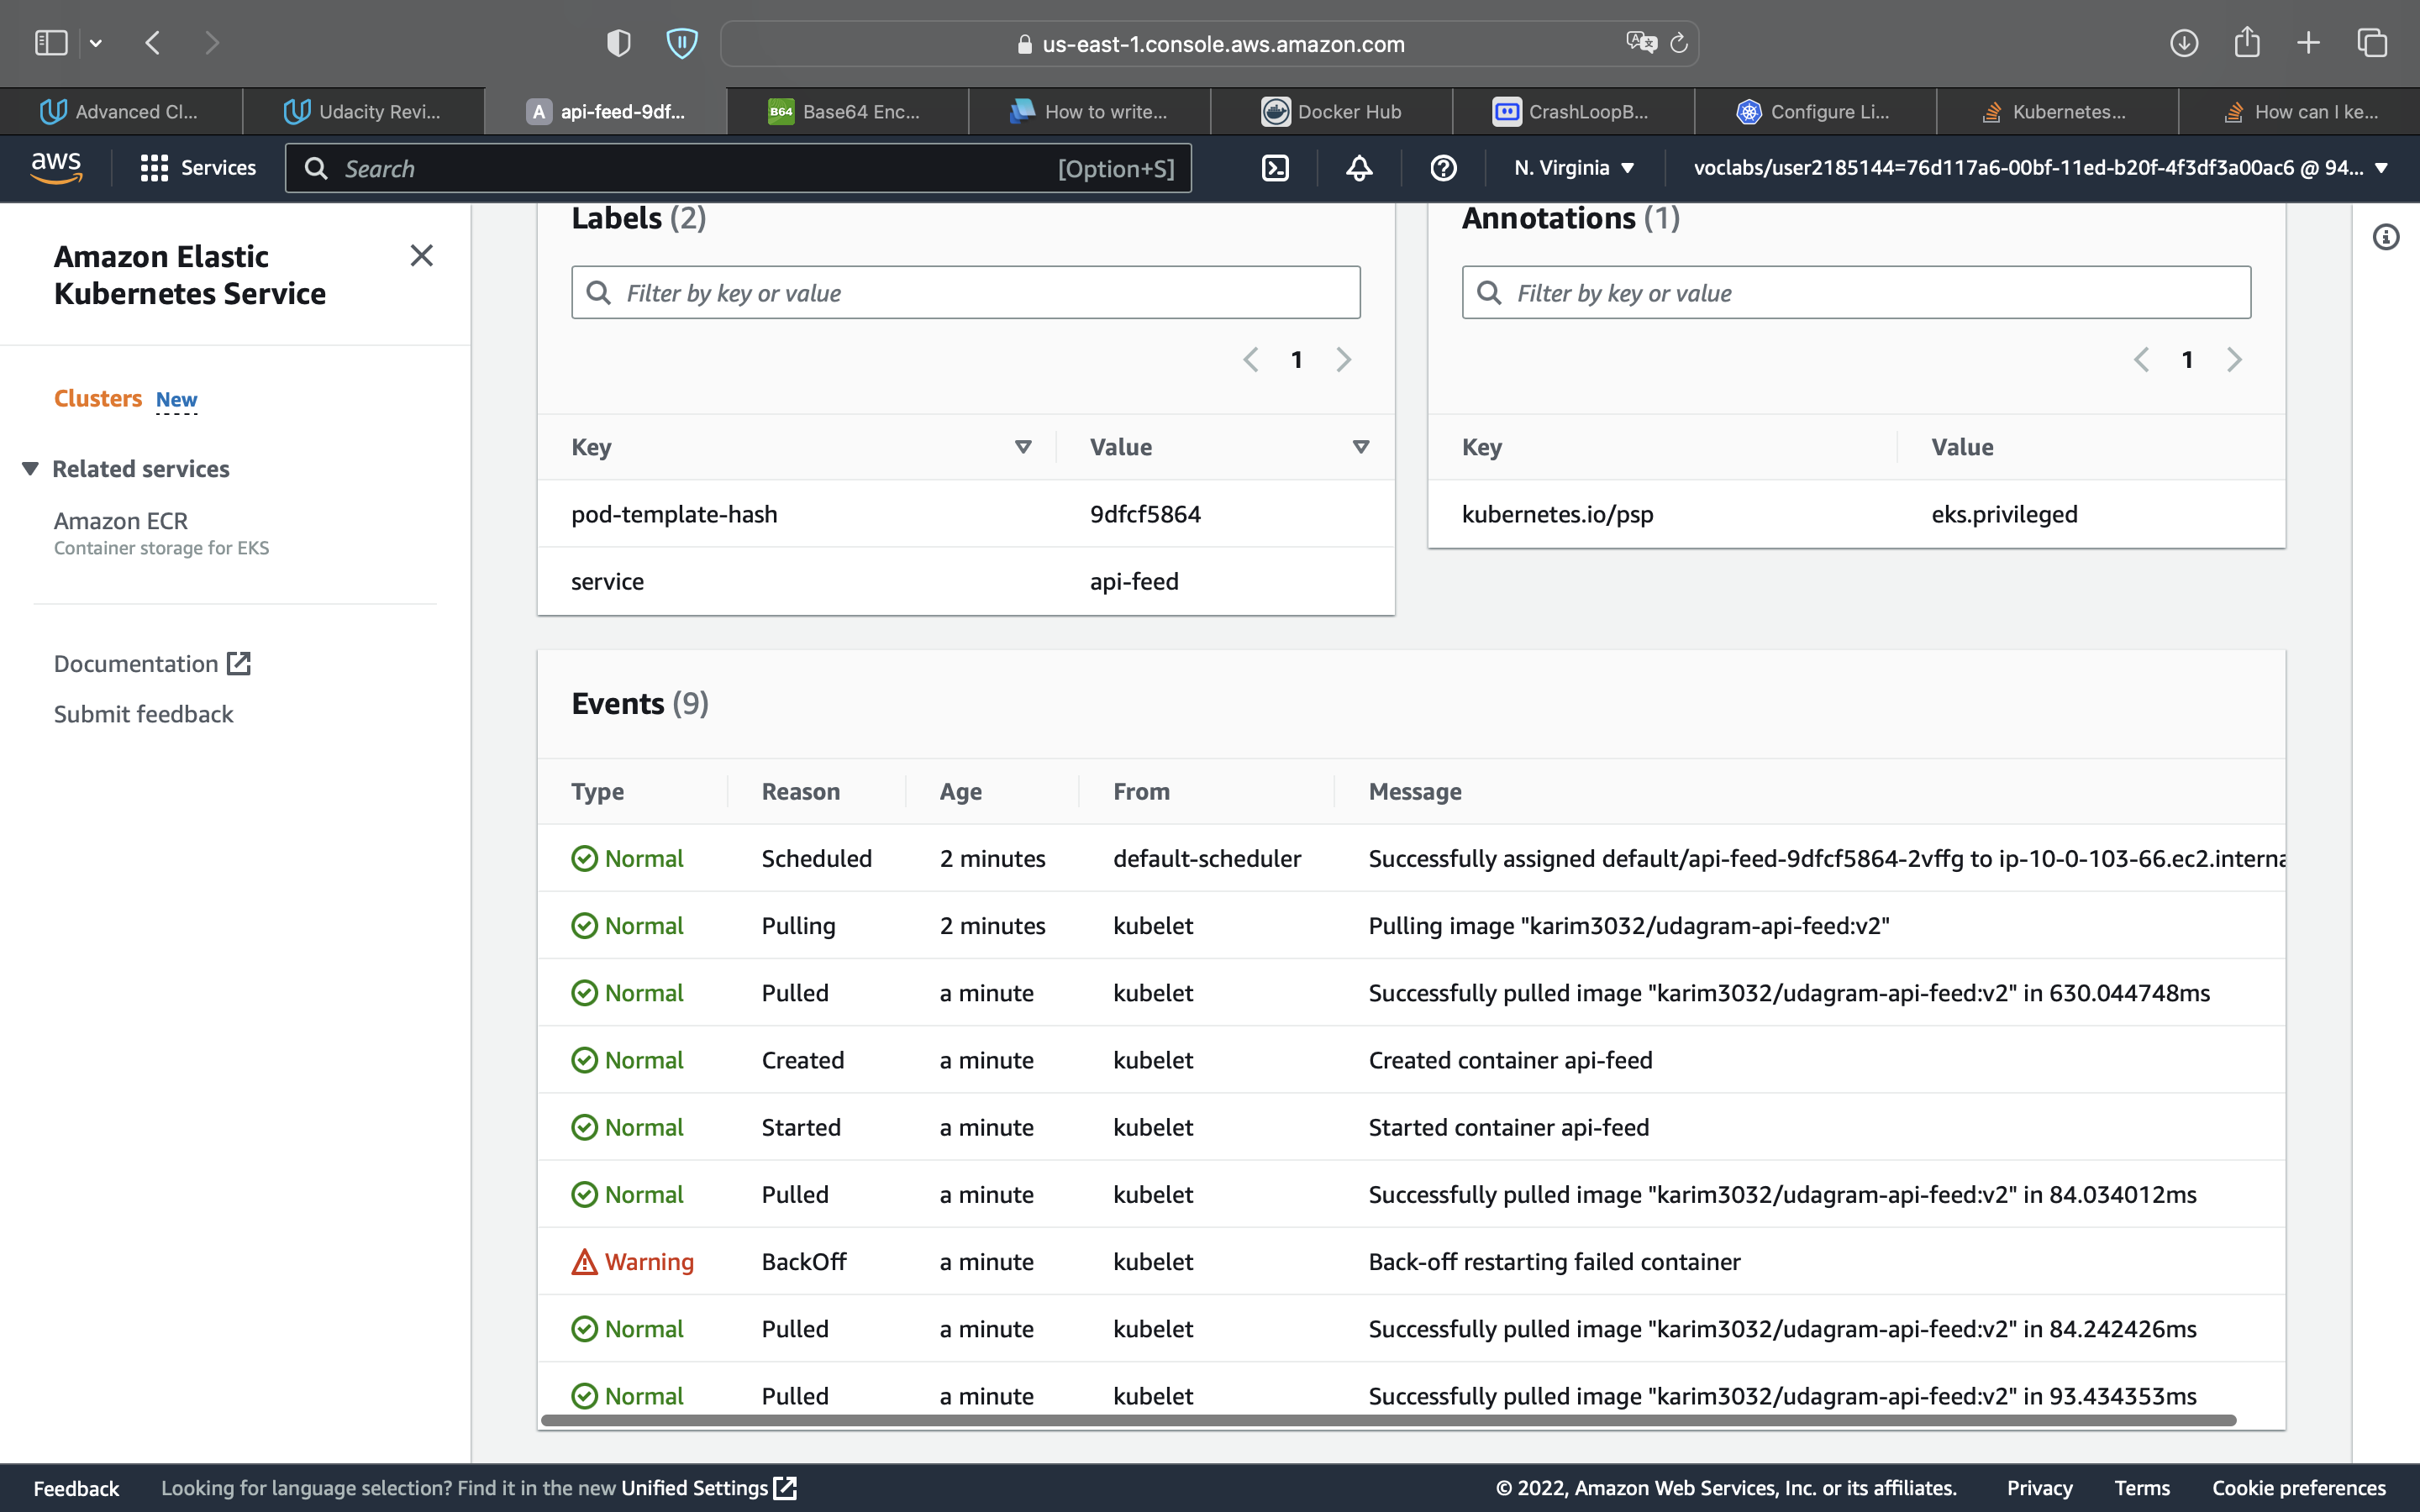 us-east-1.console.aws.amazon.com
Advanced Cl...
Udacity Revi...
A api-feed-9df...
B64 Base64 Enc...
How to write...
Docker Hub
CrashLoopB...
Configure Li...
Kubernetes...
How can I ke...
aws
Services
Search
[Option+S]
N. Virginia
voclabs/user2185144=76d117a6-00bf-11ed-b20f-4f3df3a00ac6 @ 94...
Amazon Elastic
Kubernetes Service
Clusters New
Related services
Amazon ECR
Container storage for EKS
Documentation
Submit feedback
Labels (2)
Filter by key or value
1
Key Value
pod-template-hash 9dfcf5864
service api-feed
Annotations (1)
Filter by key or value
1
Key Value
kubernetes.io/psp eks.privileged
Events (9)
Type Reason Age From Message
Normal Scheduled 2 minutes default-scheduler Successfully assigned default/api-feed-9dfcf5864-2vffg to ip-10-0-103-66.ec2.interna
Normal Pulling 2 minutes kubelet Pulling image "karim3032/udagram-api-feed:v2"
Normal Pulled a minute kubelet Successfully pulled image "karim3032/udagram-api-feed:v2" in 630.044748ms
Normal Created a minute kubelet Created container api-feed
Normal Started a minute kubelet Started container api-feed
Normal Pulled a minute kubelet Successfully pulled image "karim3032/udagram-api-feed:v2" in 84.034012ms
Warning BackOff a minute kubelet Back-off restarting failed container
Normal Pulled a minute kubelet Successfully pulled image "karim3032/udagram-api-feed:v2" in 84.242426ms
Normal Pulled a minute kubelet Successfully pulled image "karim3032/udagram-api-feed:v2" in 93.434353ms
Feedback Looking for language selection? Find it in the new Unified Settings © 2022, Amazon Web Services, Inc. or its affiliates. Privacy Terms Cookie preferences